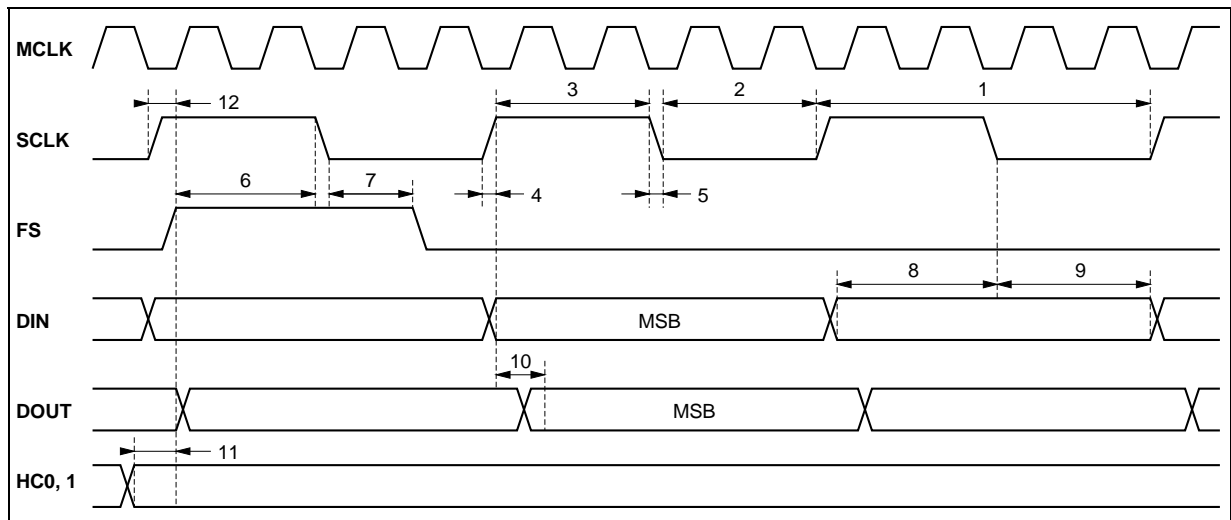 MCLK
3 2 1
12
SCLK
6 7 4 5
FS
8 9
DIN MSB
10
DOUT MSB
11
HC0, 1